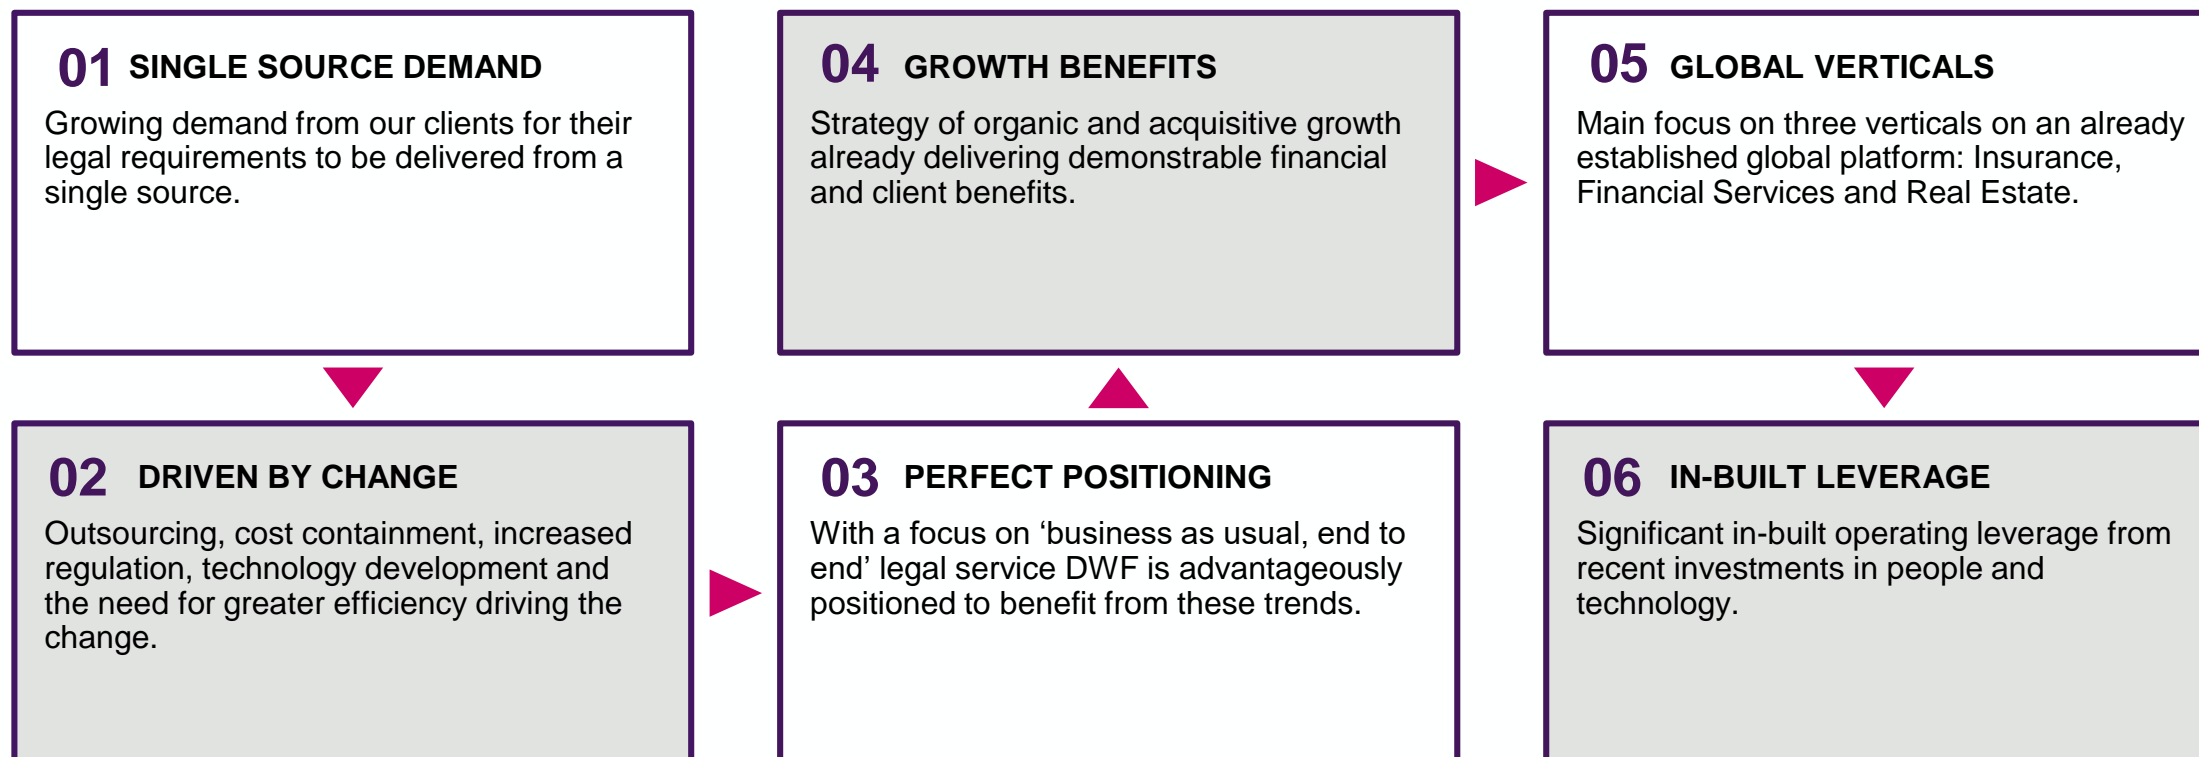 01 SINGLE SOURCE DEMAND
Growing demand from our clients for their
legal requirements to be delivered from a
single source.
02 DRIVEN BY CHANGE
Outsourcing, cost containment, increased
regulation, technology development and
the need for greater efficiency driving the
change.
03 PERFECT POSITIONING
With a focus on ‘business as usual, end to
end’ legal service DWF is advantageously
positioned to benefit from these trends.
04 GROWTH BENEFITS
Strategy of organic and acquisitive growth
already delivering demonstrable financial
and client benefits.
05 GLOBAL VERTICALS
Main focus on three verticals on an already
established global platform: Insurance,
Financial Services and Real Estate.
06 IN-BUILT LEVERAGE
Significant in-built operating leverage from
recent investments in people and
technology.